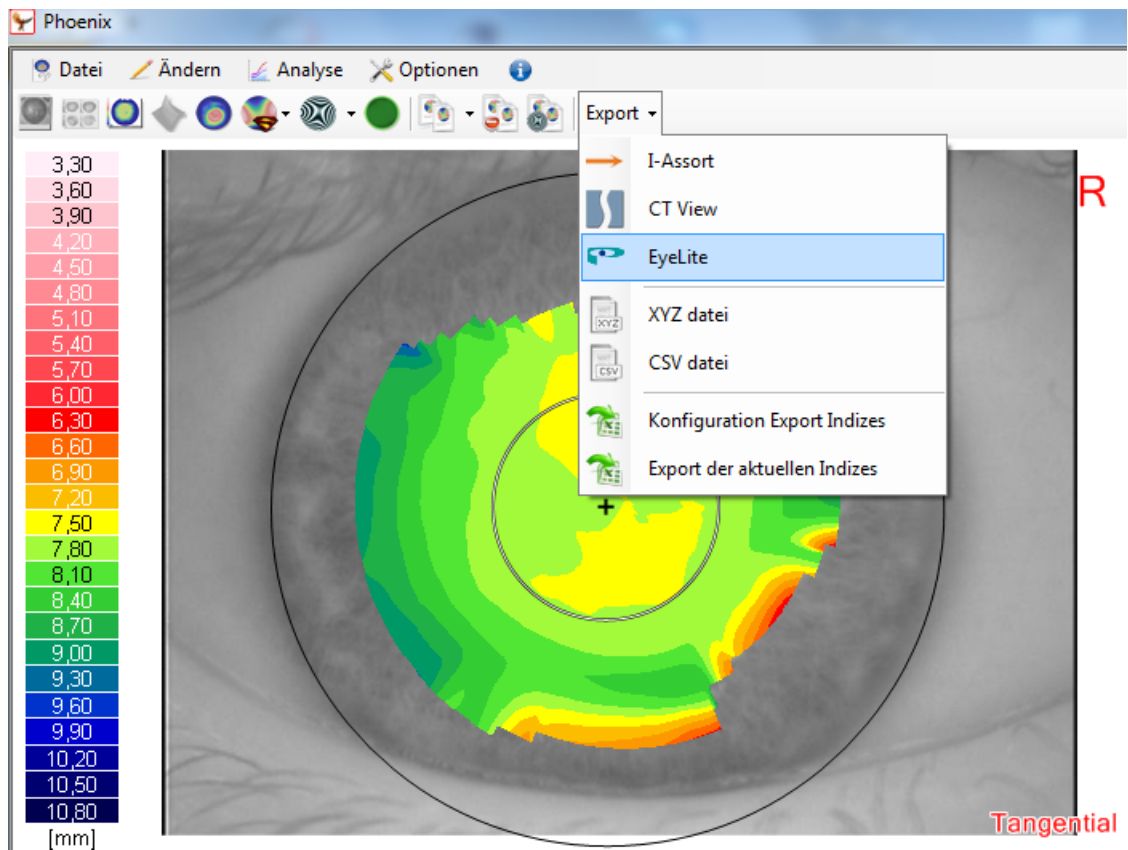 Phoenix
Datei Ändern Analyse Optionen
Export
I-Assort
CT View
EyeLite
XYZ datei
CSV datei
Konfiguration Export Indizes
Export der aktuellen Indizes
R
3,30
3,60
3,90
4,20
4,50
4,80
5,10
5,40
5,70
6,00
6,30
6,60
6,90
7,20
7,50
7,80
8,10
8,40
8,70
9,00
9,30
9,60
9,90
10,20
10,50
10,80
[mm]
Tangential